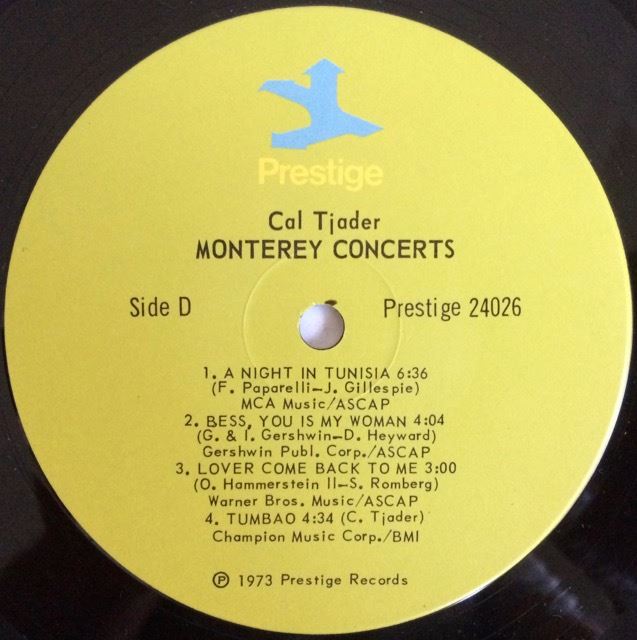 Prestige
Cal Tjader
MONTEREY CONCERTS
Side D Prestige 24026
1. A NIGHT IN TUNISIA 6:36
(F. Paparelli—J. Gillespie)
MCA Music/ASCAP
2. BESS, YOU IS MY WOMAN 4:04
(G. & I. Gershwin—D. Heyward)
Gershwin Publ. Corp./ASCAP
3. LOVER COME BACK TO ME 3:00
(O. Hammerstein II—S. Romberg)
Warner Bros. Music/ASCAP
4. TUMBAO 4:34 (C. Tjader)
Champion Music Corp./BMI
℗ 1973 Prestige Records